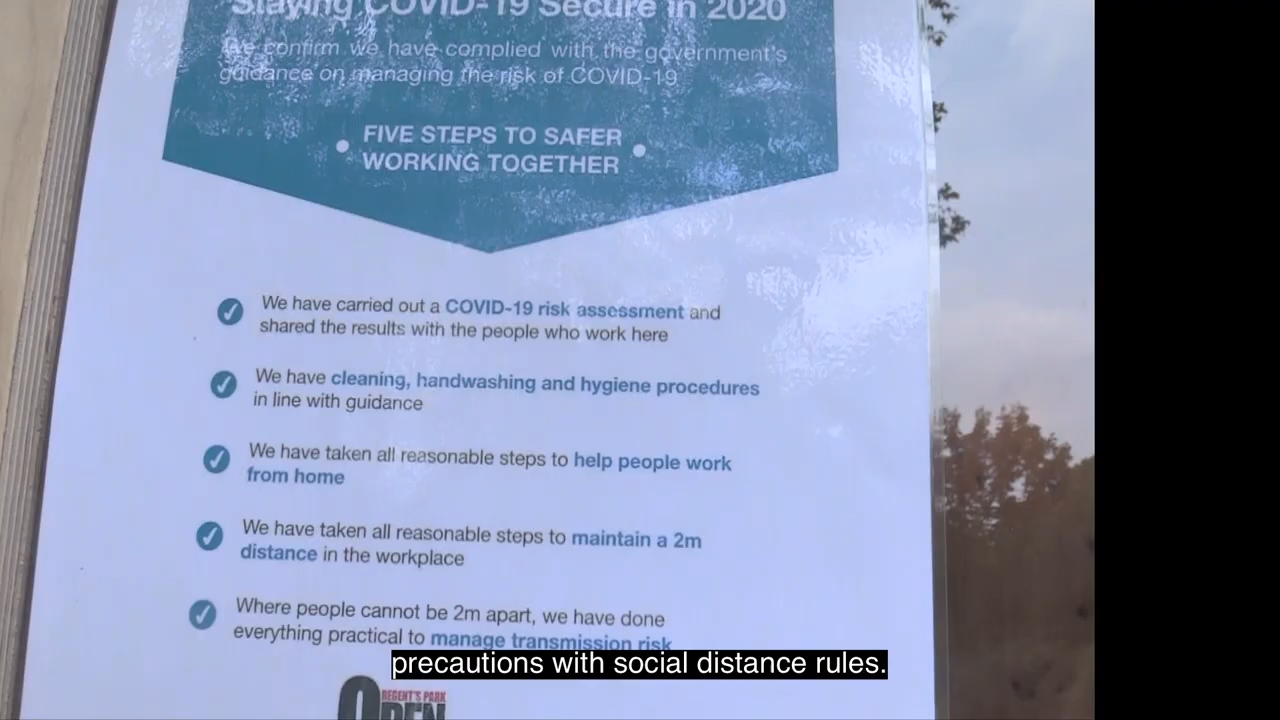 Staying COVID-19 Secure in 2020
We confirm we have complied with the government's
guidance on managing the risk of COVID-19
FIVE STEPS TO SAFER
WORKING TOGETHER
We have carried out a COVID-19 risk assessment and
shared the results with the people who work here
We have cleaning, handwashing and hygiene procedures
in line with guidance
We have taken all reasonable steps to help people work
from home
We have taken all reasonable steps to maintain a 2m
distance in the workplace
Where people cannot be 2m apart, we have done
everything practical to manage transmission risk
precautions with social distance rules.
REGENT'S PARK
OPEN